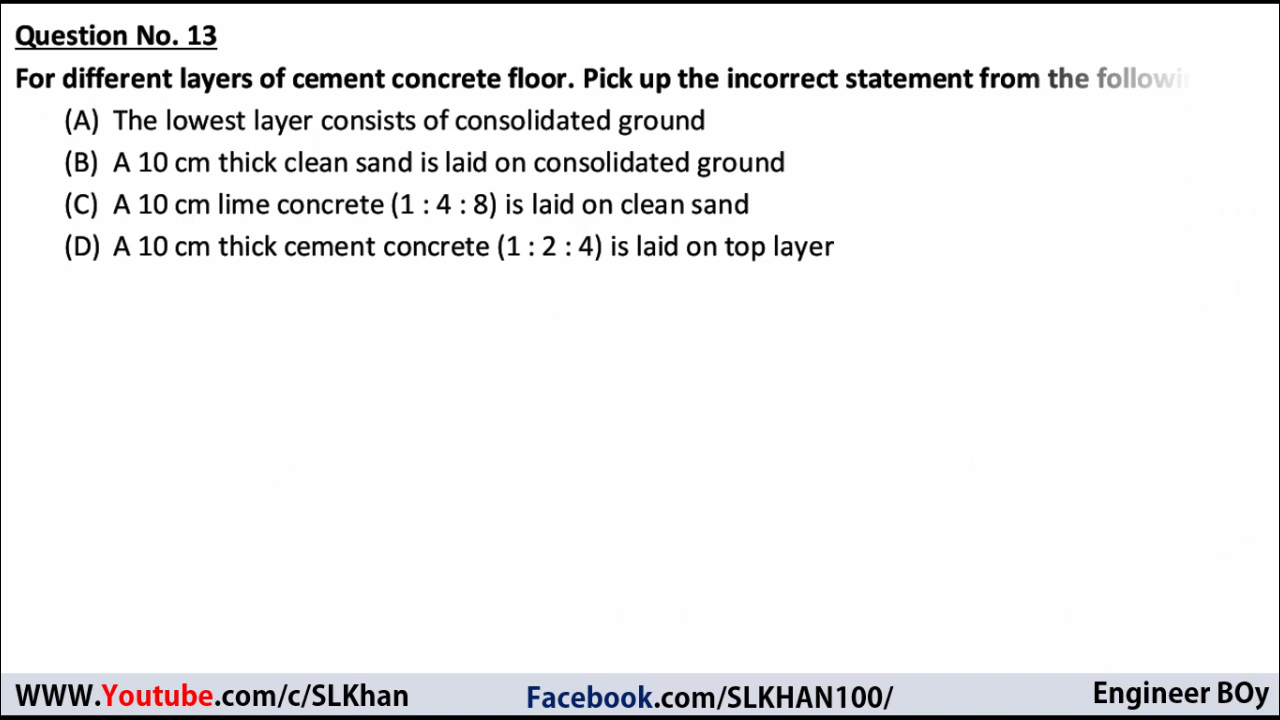 Question No. 13
For different layers of cement concrete floor. Pick up the incorrect statement from the
(A) The lowest layer consists of consolidated ground
(B) A 10 cm thick clean sand is laid on consolidated ground
(C) A 10 cm lime concrete (1 : 4 : 8) is laid on clean sand
(D) A 10 cm thick cement concrete (1 : 2 : 4) is laid on top layer
WWW.Youtube.com/c/SLKhan Facebook.com/SLKHAN100/ Engineer BOy